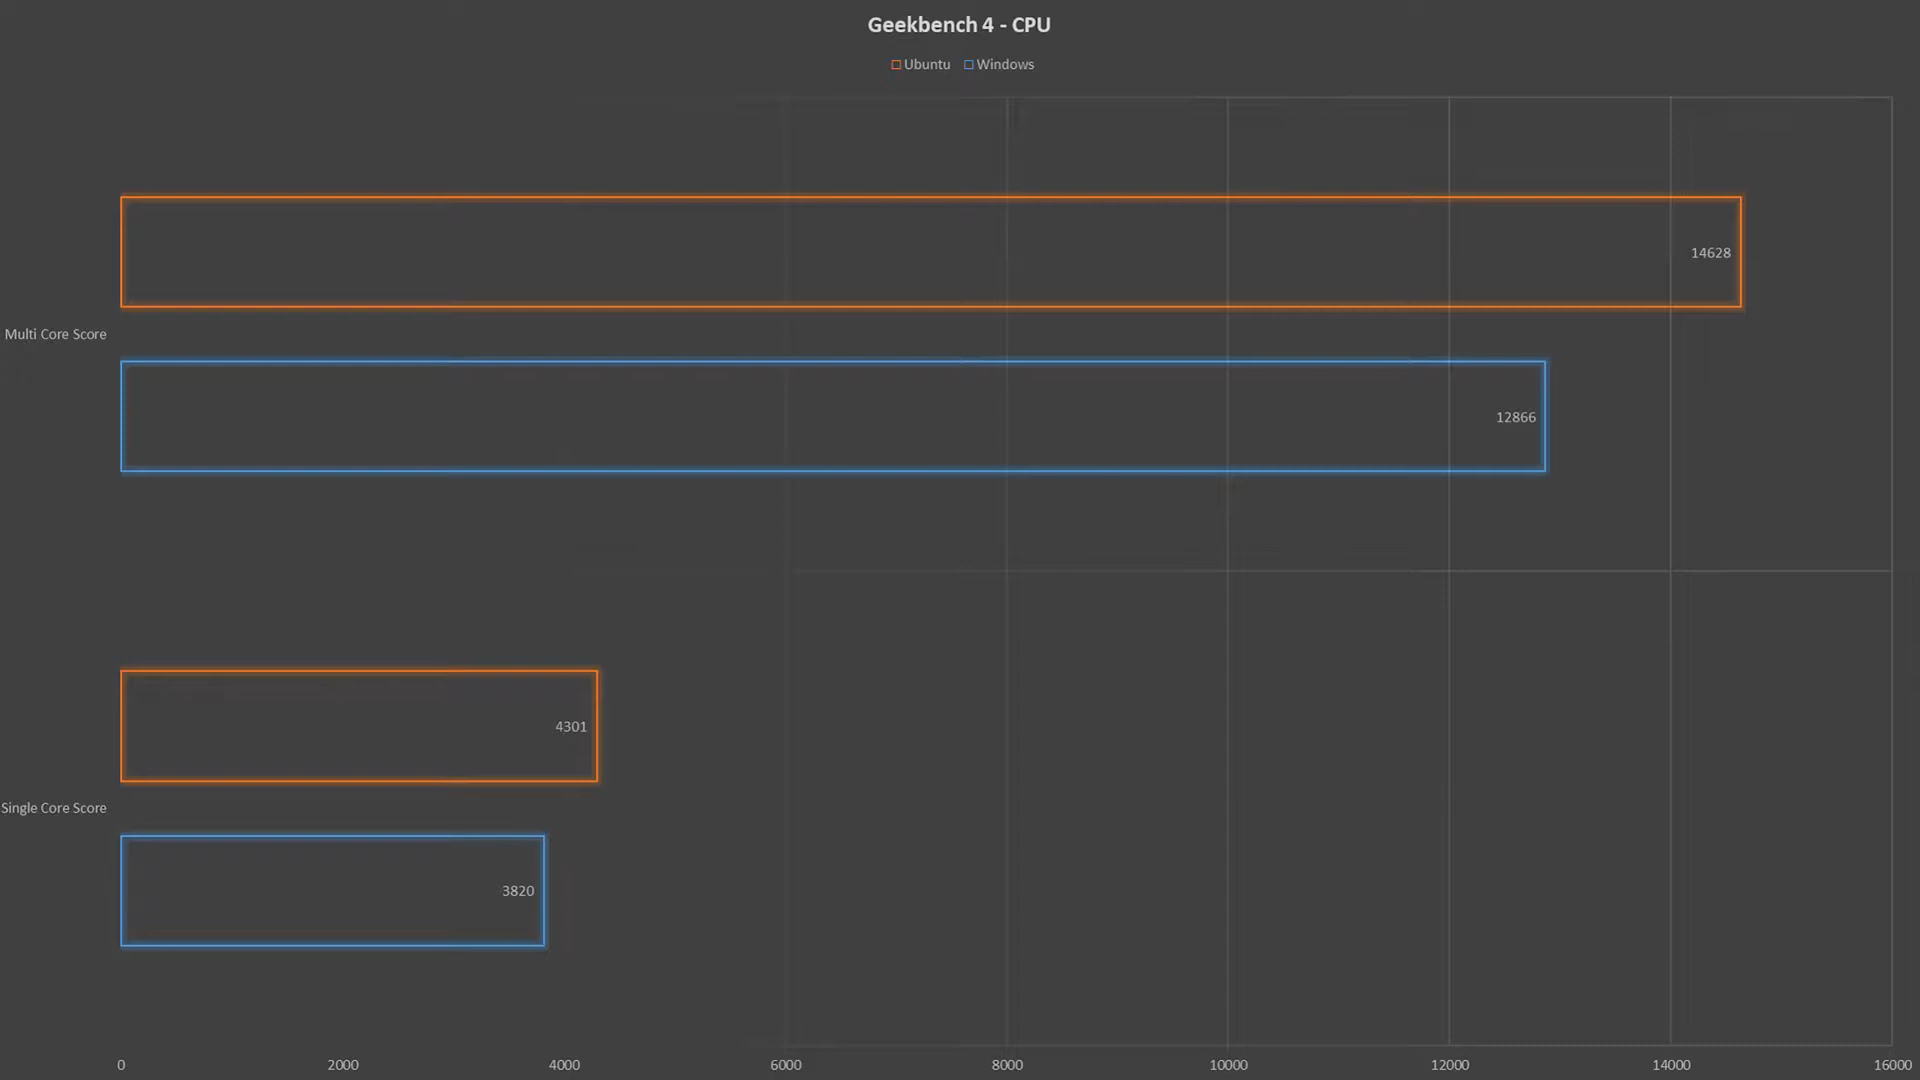 Geekbench 4 - CPU
Ubuntu Windows
14628
Multi Core Score
12866
4301
Single Core Score
3820
0 2000 4000 6000 8000 10000 12000 14000 16000